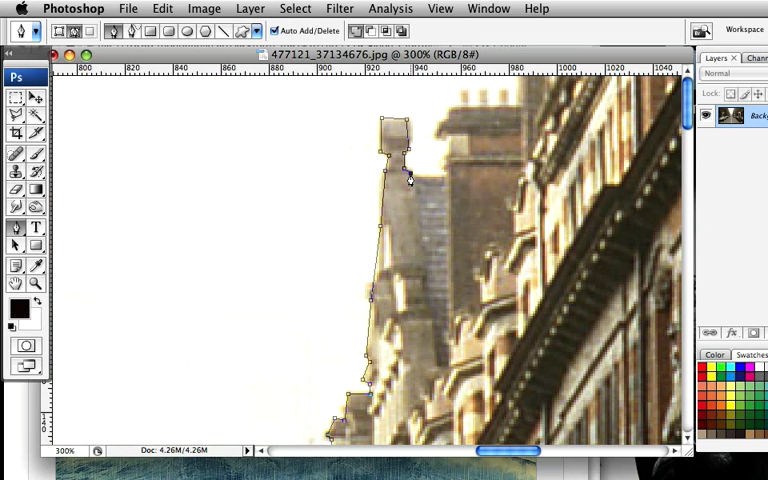 Photoshop File Edit Image Layer Select Filter Analysis View Window Help
Auto Add/Delete
Workspace
477121_37134676.jpg @ 300% (RGB/8#)
800 820 840 860 880 900 920 940 960 980 1000 1020 1040
Ps
T
Layers x Chann
Normal
Lock:
Backg
fx
Color Swatches
300% Doc: 4.26M/4.26M